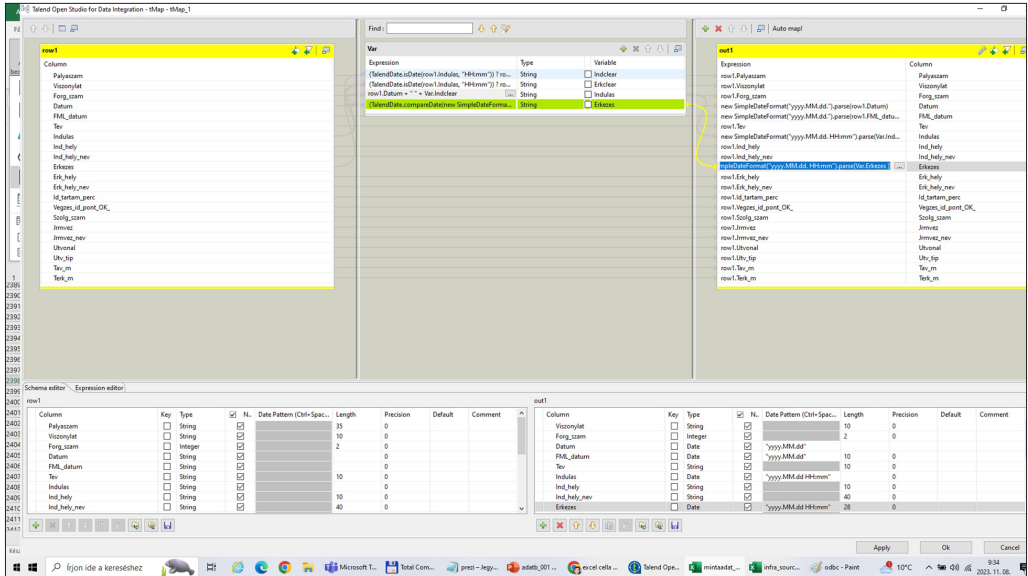 Talend Open Studio for Data Integration - tMap - tMap_1
Find:
Auto map!
row1
Column
Palyaszam
Viszonylat
Forg_szam
Datum
FML_datum
Tev
Indulas
Ind_hely
Ind_hely_nev
Erkezes
Erk_hely
Erk_hely_nev
Id_tartam_perc
Vegzes_id_pont_OK_
Szolg_szam
Jrmvez
Jrmvez_nev
Utvonal
Utv_tip
Tav_m
Terk_m
Var
Expression Type Variable
(TalendDate.isDate(row1.Indulas, "HH:mm")) ? ro... String Indclear
(TalendDate.isDate(row1.Indulas, "HH:mm")) ? ro... String Erkclear
row1.Datum + " " + Var.Indclear ... String Indulas
(TalendDate.compareDate(new SimpleDateForma... String Erkezes
out1
Expression Column
row1.Palyaszam Palyaszam
row1.Viszonylat Viszonylat
row1.Forg_szam Forg_szam
new SimpleDateFormat("yyyy.MM.dd.").parse(row1.Datum) Datum
new SimpleDateFormat("yyyy.MM.dd.").parse(row1.FML_datu... FML_datum
row1.Tev Tev
new SimpleDateFormat("yyyy.MM.dd. HH:mm").parse(Var.Ind... Indulas
row1.Ind_hely Ind_hely
row1.Ind_hely_nev Ind_hely_nev
mpleDateFormat("yyyy.MM.dd. HH:mm").parse(Var.Erkezes ) ... Erkezes
row1.Erk_hely Erk_hely
row1.Erk_hely_nev Erk_hely_nev
row1.Id_tartam_perc Id_tartam_perc
row1.Vegzes_id_pont_OK_ Vegzes_id_pont_OK_
row1.Szolg_szam Szolg_szam
row1.Jrmvez Jrmvez
row1.Jrmvez_nev Jrmvez_nev
row1.Utvonal Utvonal
row1.Utv_tip Utv_tip
row1.Tav_m Tav_m
row1.Terk_m Terk_m
Schema editor Expression editor
row1
Column Key Type N.. Date Pattern (Ctrl+Spac... Length Precision Default Comment
Palyaszam String 35 0
Viszonylat String 10 0
Forg_szam Integer 2 0
Datum String 0
FML_datum String 0
Tev String 10 0
Indulas String 0
Ind_hely String 10 0
Ind_hely_nev String 40 0
out1
Column Key Type N.. Date Pattern (Ctrl+Spac... Length Precision Default Comment
Viszonylat String 10 0
Forg_szam Integer 2 0
Datum Date "yyyy.MM.dd"
FML_datum Date "yyyy.MM.dd" 10 0
Tev String 10 0
Indulas Date "yyyy.MM.dd HH:mm" 0
Ind_hely String 10 0
Ind_hely_nev String 40 0
Erkezes Date "yyyy.MM.dd HH:mm" 28 0
Apply Ok Cancel
Írjon ide a kereséshez
Microsoft T... Total Com... prezi – legy... adatb_001 ... excel cella ... Talend Ope... mintaadat_... infra_sourc... odbc - Paint 10°C
9:34
2023. 11. 08.